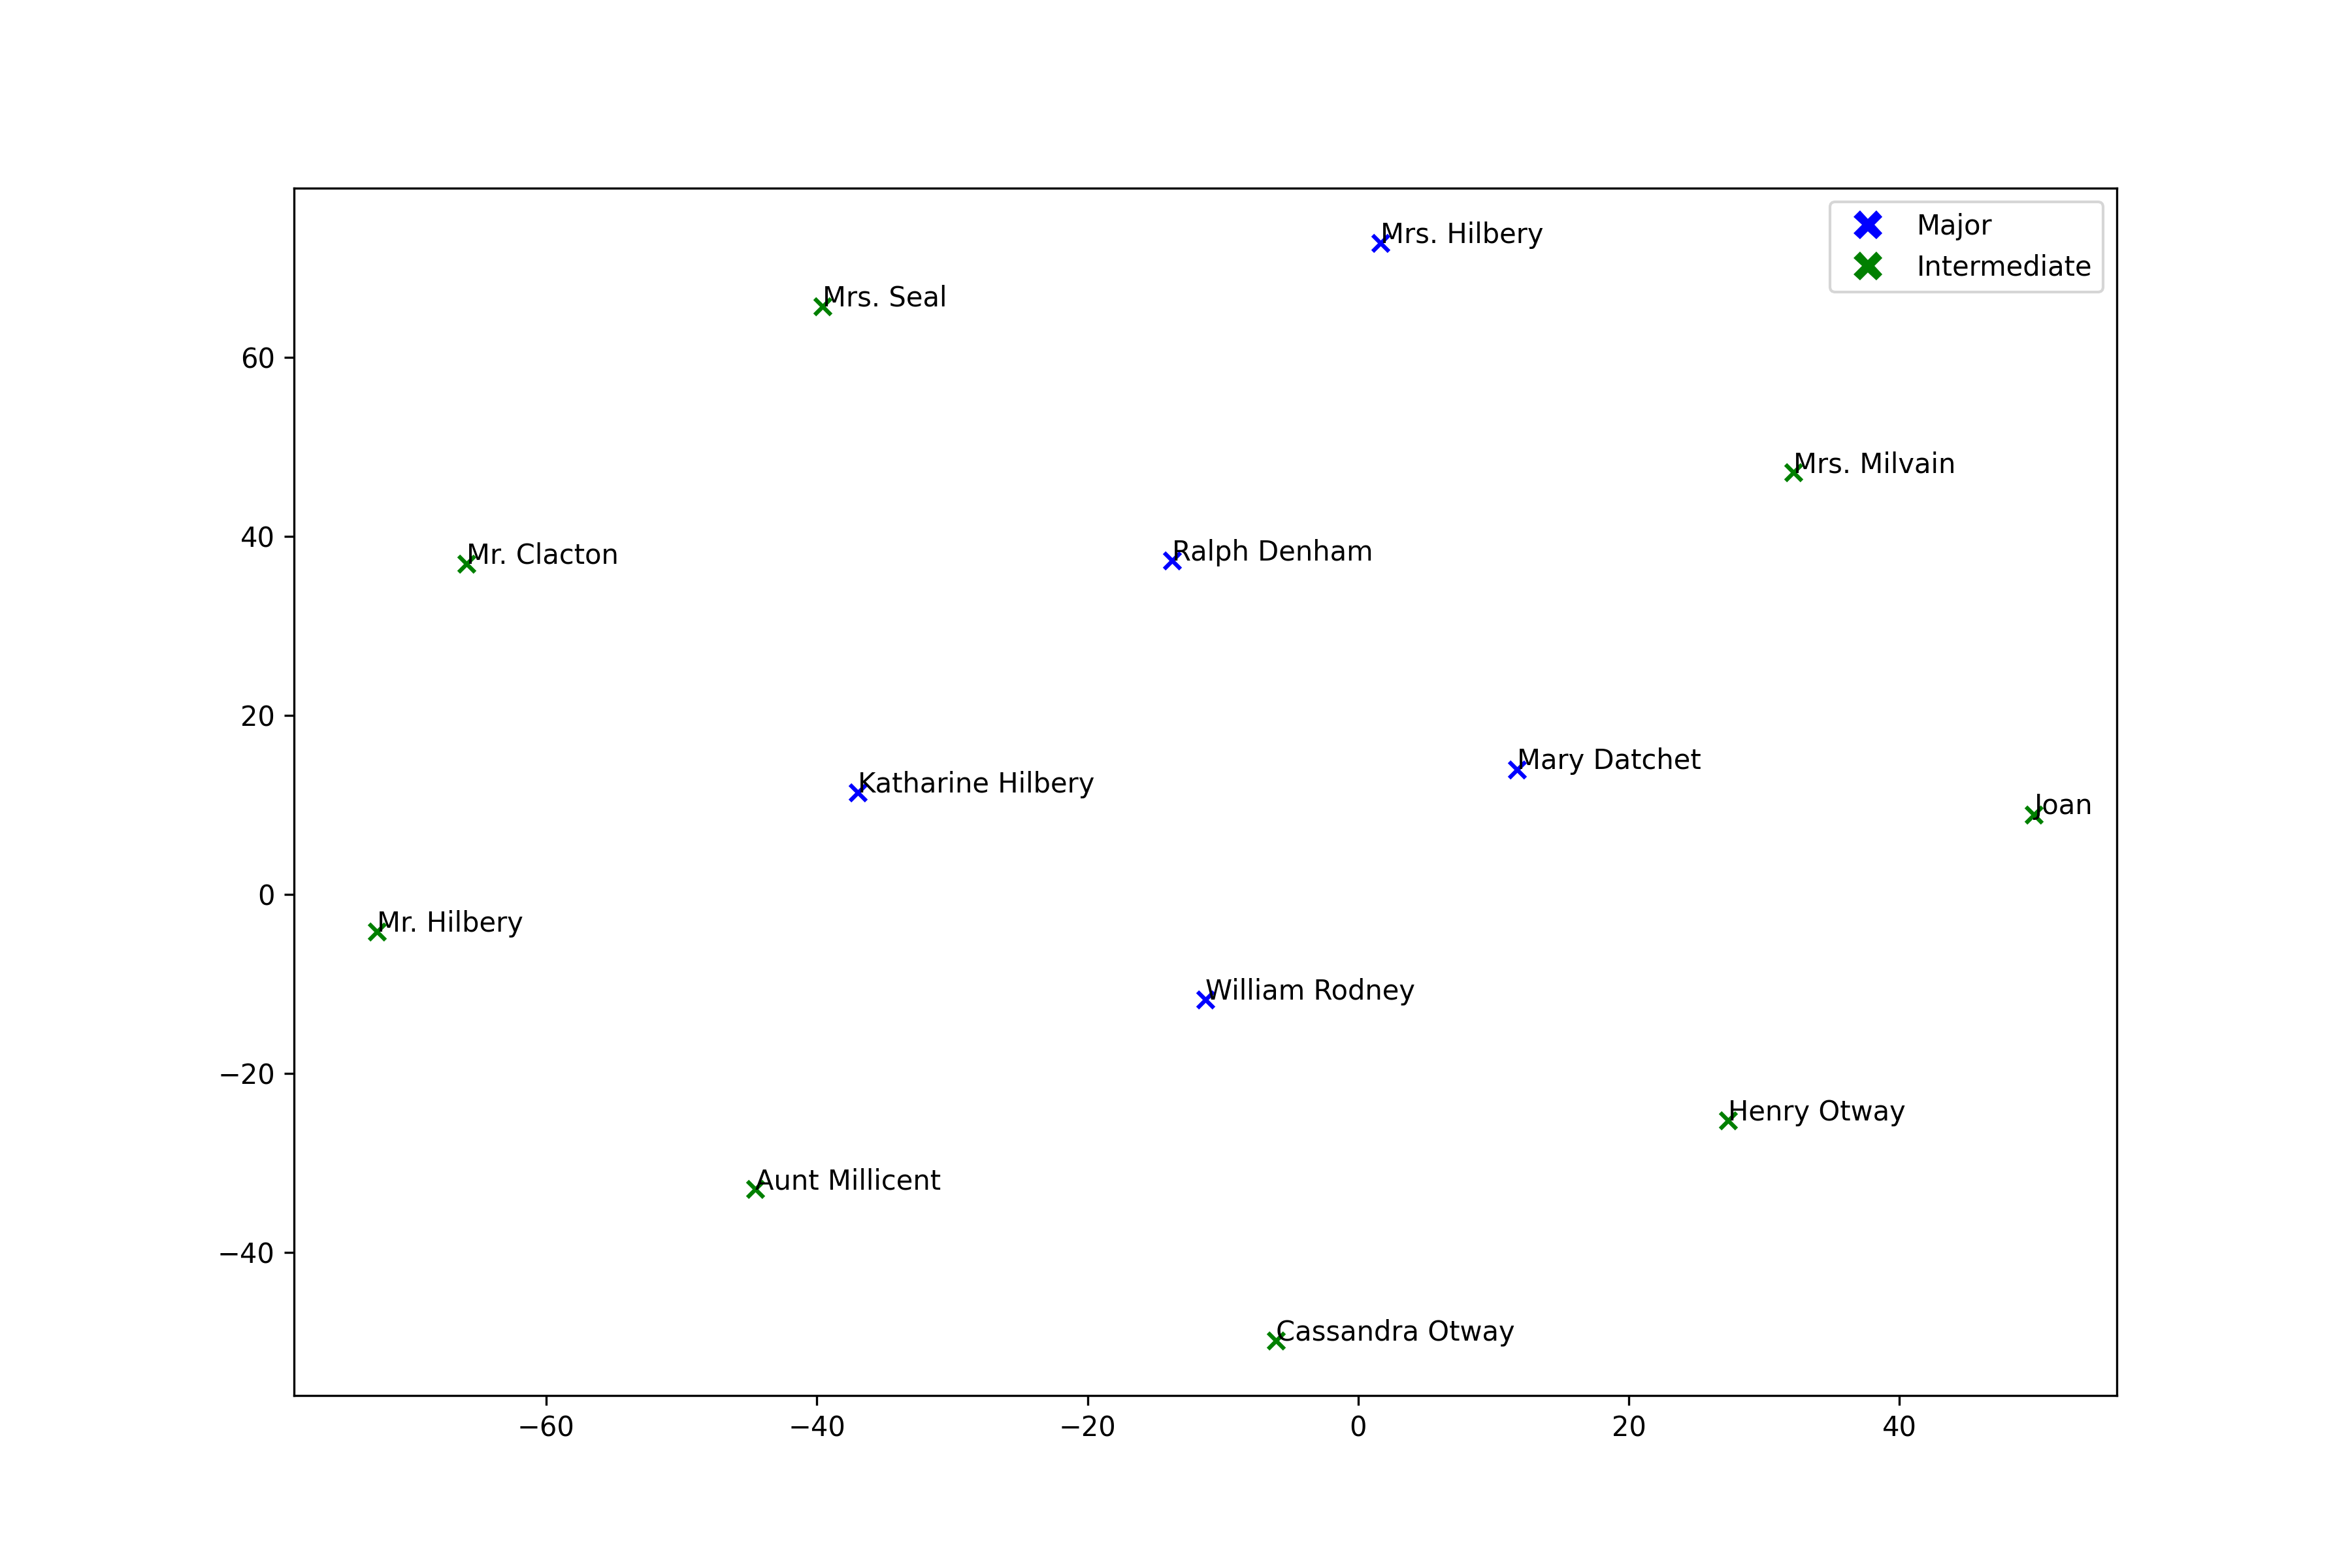 Mrs. Hilbery
Major
Intermediate
Mrs. Seal
60
Mrs. Milvain
40
Mr. Clacton
Ralph Denham
20
Mary Datchet
Katharine Hilbery
Joan
0
Mr. Hilbery
William Rodney
−20
Henry Otway
Aunt Millicent
−40
Cassandra Otway
−60 −40 −20 0 20 40